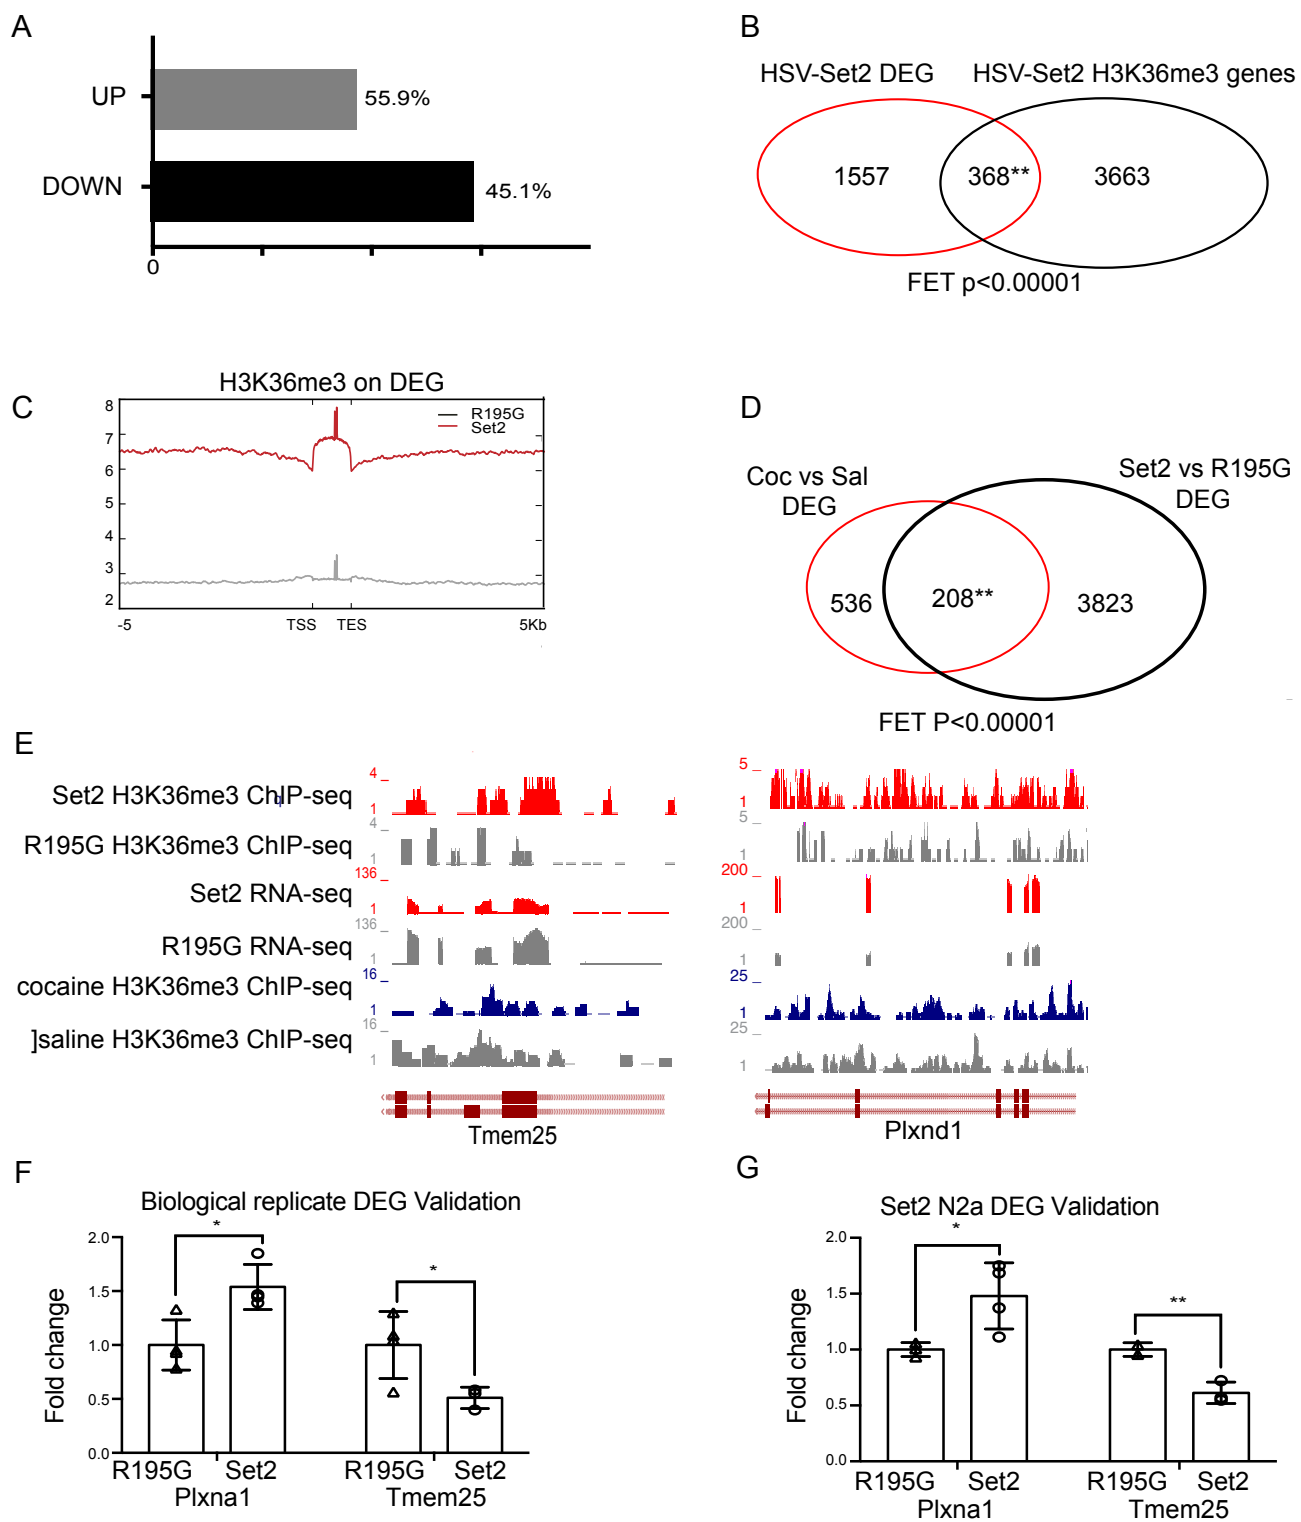 A
UP
55.9%
DOWN
45.1%
0
B
HSV-Set2 DEG
HSV-Set2 H3K36me3 genes
1557
368**
3663
FET p<0.00001
C
H3K36me3 on DEG
8
7
6
5
4
3
2
R195G
Set2
-5
TSS
TES
5Kb
D
Coc vs Sal
DEG
Set2 vs R195G
DEG
536
208**
3823
FET P<0.00001
E
Set2 H3K36me3 ChIP-seq
R195G H3K36me3 ChIP-seq
Set2 RNA-seq
R195G RNA-seq
cocaine H3K36me3 ChIP-seq
]saline H3K36me3 ChIP-seq
4
1
4
1
136
1
136
1
16
1
16
1
Tmem25
5
1
5
1
200
1
200
1
25
1
25
1
Plxnd1
F
Biological replicate DEG Validation
Fold change
2.0
1.5
1.0
0.5
0.0
*
*
R195G Set2
R195G Set2
Plxna1
Tmem25
G
Set2 N2a DEG Validation
Fold change
2.0
1.5
1.0
0.5
0.0
*
**
R195G Set2
R195G Set2
Plxna1
Tmem25